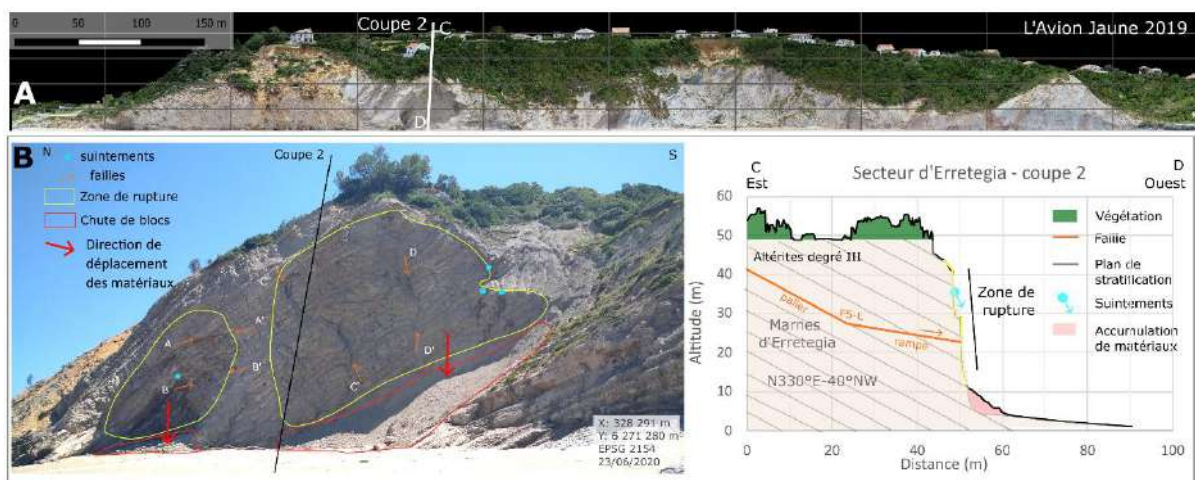 0 50 100 150 m
Coupe 2
C
L'Avion Jaune 2019
A
D
B
N
S
Coupe 2
suintements
failles
Zone de rupture
Chute de blocs
Direction de
déplacement
des matériaux
C
D
D
A
A'
B
B'
D'
C'
X: 328 291 m
Y: 6 271 280 m
EPSG 2154
23/06/2020
C
Est
D
Ouest
Secteur d'Erretegia - coupe 2
Altitude (m)
60
50
40
30
20
10
0
Altérites degré III
palier
F5-L
rampe
Marnes
d'Erretegia
N330°E-40°NW
Zone de
rupture
Végétation
Faille
Plan de
stratification
Suintements
Accumulation
de matériaux
0 20 40 60 80 100
Distance (m)